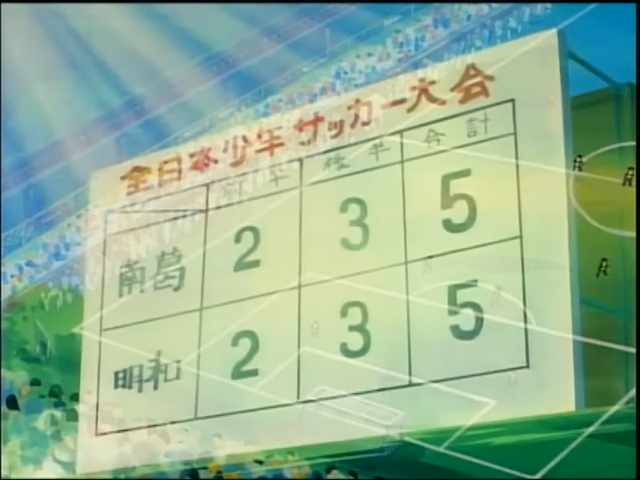 全日本少年サッカー大会
前半 後半 合計
南葛 2 3 5
明和 2 3 5